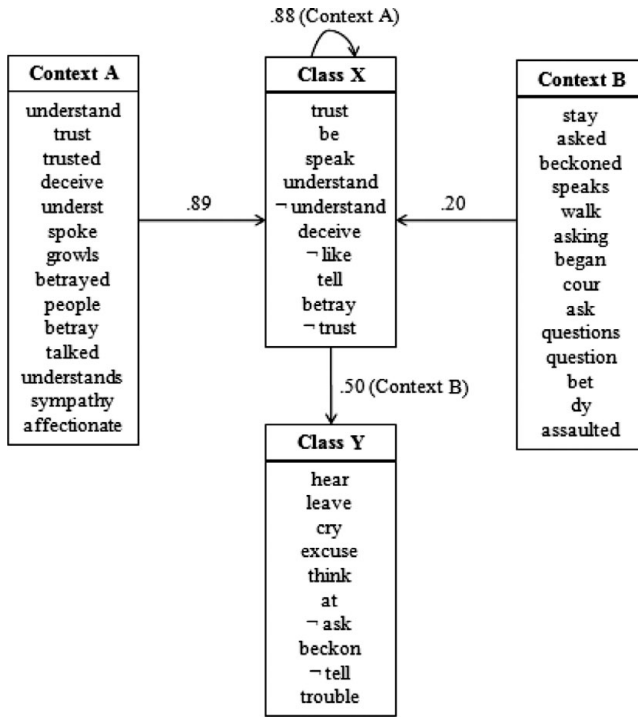 .88 (Context A)
Context A
understand
trust
trusted
deceive
underst
spoke
growls
betrayed
people
betray
talked
understands
sympathy
affectionate
.89
Class X
trust
be
speak
understand
¬ understand
deceive
¬ like
tell
betray
¬ trust
.20
Context B
stay
asked
beckoned
speaks
walk
asking
began
cour
ask
questions
question
bet
dy
assaulted
.50 (Context B)
Class Y
hear
leave
cry
excuse
think
at
¬ ask
beckon
¬ tell
trouble